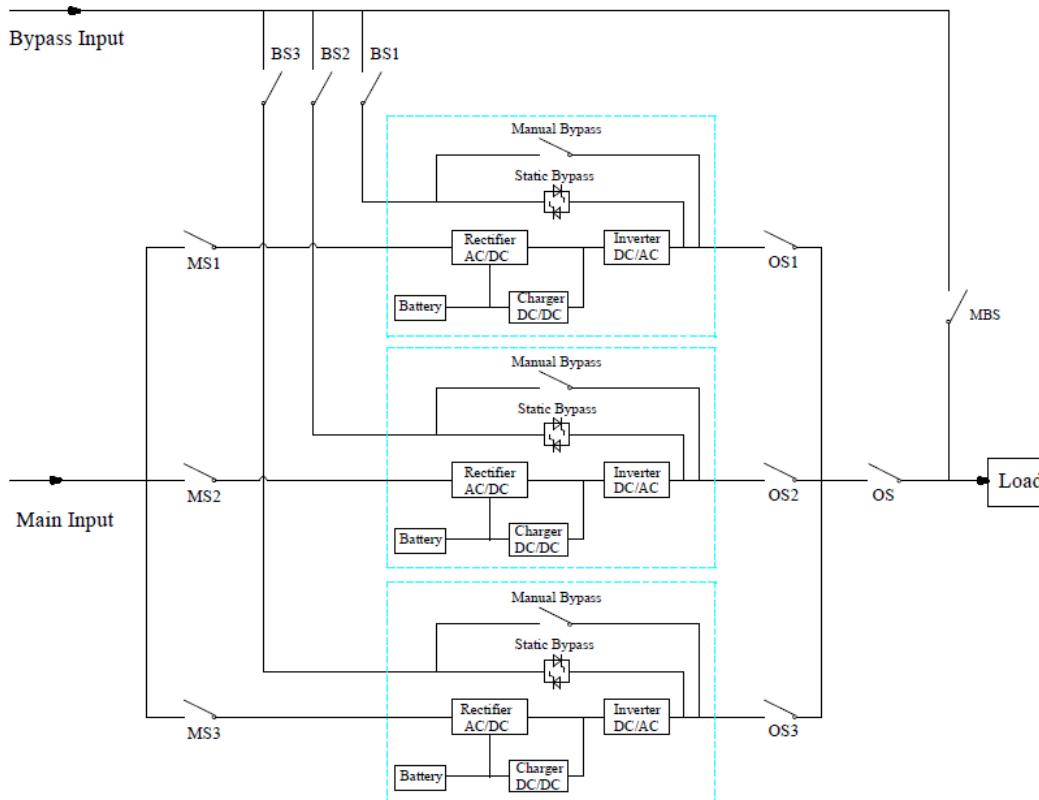 Bypass Input
BS3
BS2
BS1
Manual Bypass
Static Bypass
MS1
Rectifier
AC/DC
Inverter
DC/AC
OS1
Battery
Charger
DC/DC
MBS
Manual Bypass
Static Bypass
Main Input
MS2
Rectifier
AC/DC
Inverter
DC/AC
OS2
OS
Load
Battery
Charger
DC/DC
Manual Bypass
Static Bypass
MS3
Rectifier
AC/DC
Inverter
DC/AC
OS3
Battery
Charger
DC/DC